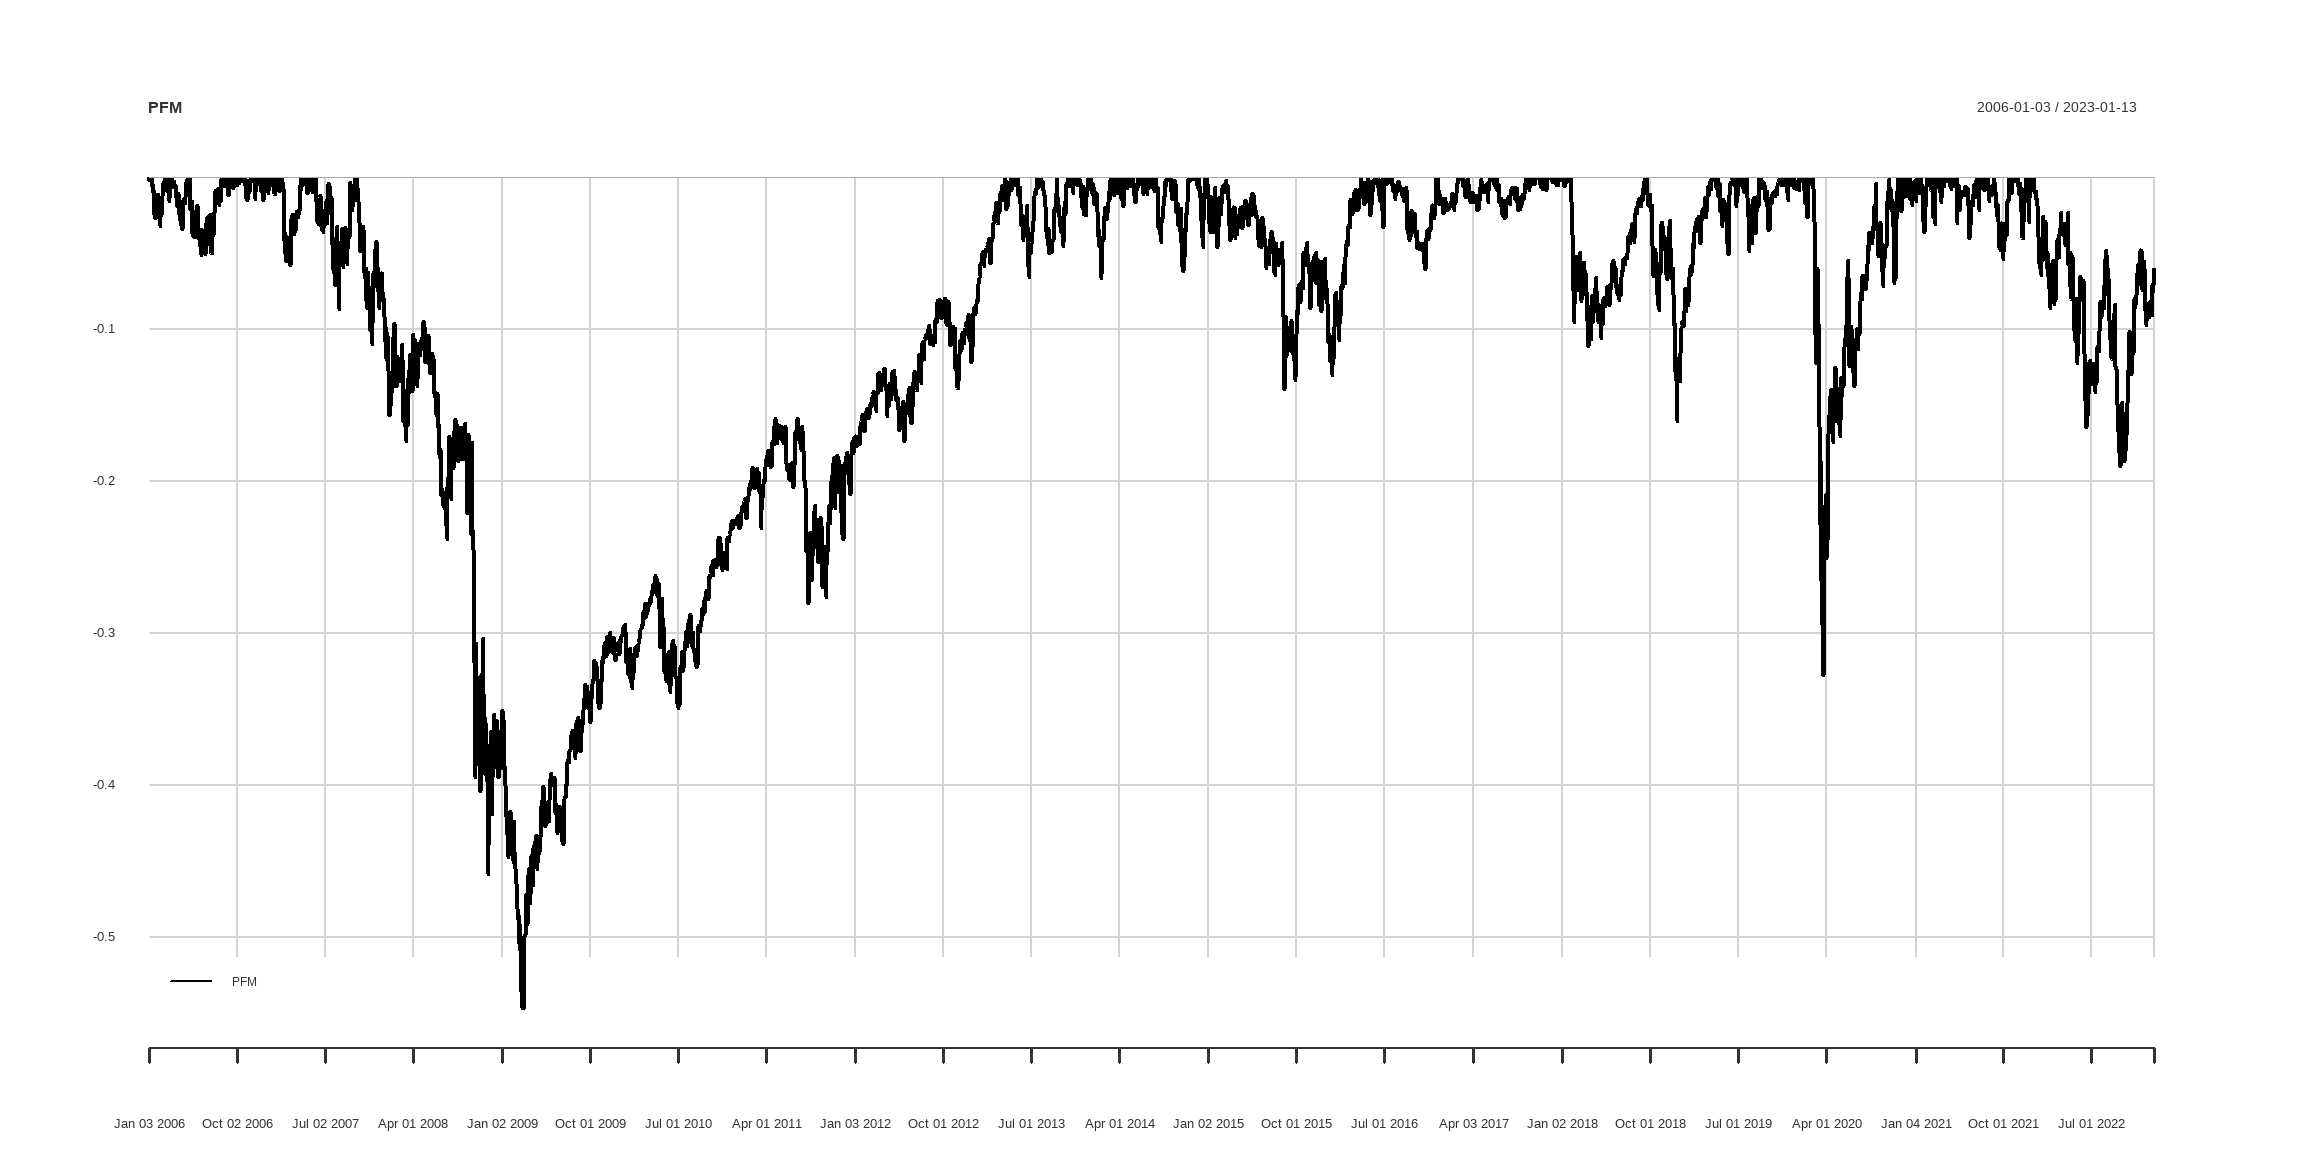 PFM
2006-01-03 / 2023-01-13
-0.1
-0.2
-0.3
-0.4
-0.5
PFM
Jan 03 2006 Oct 02 2006 Jul 02 2007 Apr 01 2008 Jan 02 2009 Oct 01 2009 Jul 01 2010 Apr 01 2011 Jan 03 2012 Oct 01 2012 Jul 01 2013 Apr 01 2014 Jan 02 2015 Oct 01 2015 Jul 01 2016 Apr 03 2017 Jan 02 2018 Oct 01 2018 Jul 01 2019 Apr 01 2020 Jan 04 2021 Oct 01 2021 Jul 01 2022